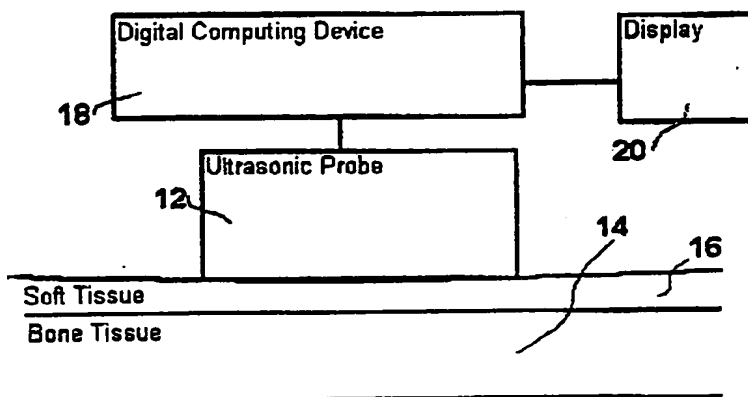 Digital Computing Device
Display
18
20
Ultrasonic Probe
12
14
16
Soft Tissue
Bone Tissue